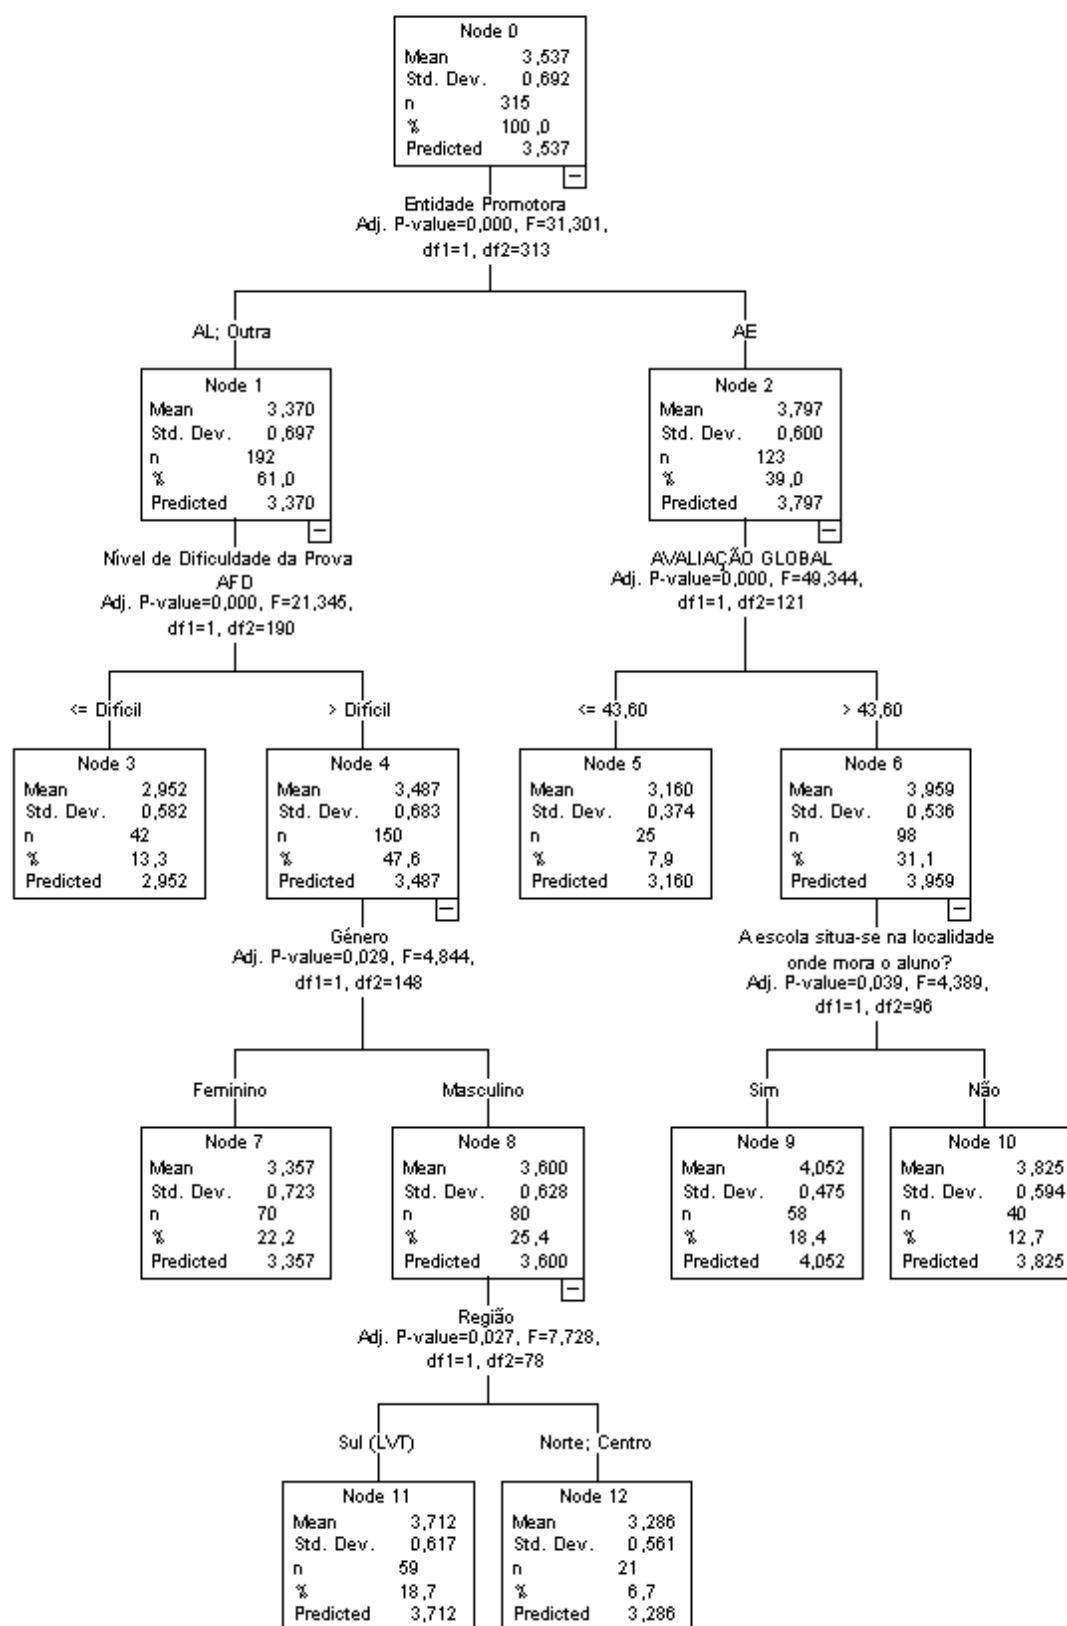 Node 0
Mean 3,537
Std. Dev. 0,692
n 315
% 100,0
Predicted 3,537
Entidade Promotora
Adj. P-value=0,000, F=31,301,
df1=1, df2=313
AL; Outra
AE
Node 1
Mean 3,370
Std. Dev. 0,697
n 192
% 61,0
Predicted 3,370
Node 2
Mean 3,797
Std. Dev. 0,600
n 123
% 39,0
Predicted 3,797
Nível de Dificuldade da Prova
AFD
Adj. P-value=0,000, F=21,345,
df1=1, df2=190
AVALIAÇÃO GLOBAL
Adj. P-value=0,000, F=49,344,
df1=1, df2=121
<= Difícil
> Difícil
<= 43,60
> 43,60
Node 3
Mean 2,952
Std. Dev. 0,582
n 42
% 13,3
Predicted 2,952
Node 4
Mean 3,487
Std. Dev. 0,683
n 150
% 47,6
Predicted 3,487
Node 5
Mean 3,160
Std. Dev. 0,374
n 25
% 7,9
Predicted 3,160
Node 6
Mean 3,959
Std. Dev. 0,536
n 98
% 31,1
Predicted 3,959
Género
Adj. P-value=0,029, F=4,844,
df1=1, df2=148
A escola situa-se na localidade
onde mora o aluno?
Adj. P-value=0,039, F=4,389,
df1=1, df2=96
Feminino
Masculino
Sim
Não
Node 7
Mean 3,357
Std. Dev. 0,723
n 70
% 22,2
Predicted 3,357
Node 8
Mean 3,600
Std. Dev. 0,628
n 80
% 25,4
Predicted 3,600
Node 9
Mean 4,052
Std. Dev. 0,475
n 58
% 18,4
Predicted 4,052
Node 10
Mean 3,825
Std. Dev. 0,594
n 40
% 12,7
Predicted 3,825
Região
Adj. P-value=0,027, F=7,728,
df1=1, df2=78
Sul (LVT)
Norte; Centro
Node 11
Mean 3,712
Std. Dev. 0,617
n 59
% 18,7
Predicted 3,712
Node 12
Mean 3,286
Std. Dev. 0,561
n 21
% 6,7
Predicted 3,286